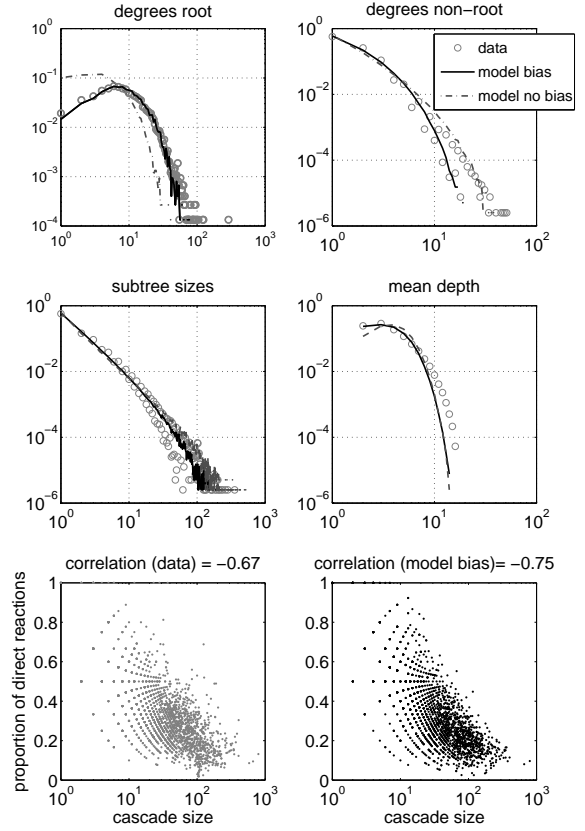 degrees root
10^0
10^-1
10^-2
10^-3
10^-4
10^0 10^1 10^2 10^3
degrees non-root
data
model bias
model no bias
10^0
10^-2
10^-4
10^-6
10^0 10^1 10^2
subtree sizes
10^0
10^-2
10^-4
10^-6
10^0 10^1 10^2 10^3
mean depth
10^0
10^-2
10^-4
10^-6
10^0 10^1 10^2
correlation (data) = −0.67
proportion of direct reactions
1
0.8
0.6
0.4
0.2
0
10^0 10^1 10^2 10^3
cascade size
correlation (model bias)= −0.75
1
0.8
0.6
0.4
0.2
0
10^0 10^1 10^2 10^3
cascade size